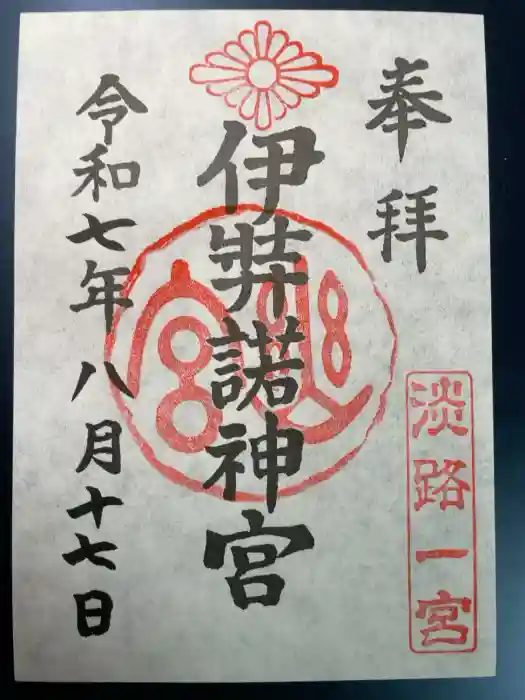 奉拝
淡路一宮
伊弉諾神宮
令和七年八月十七日